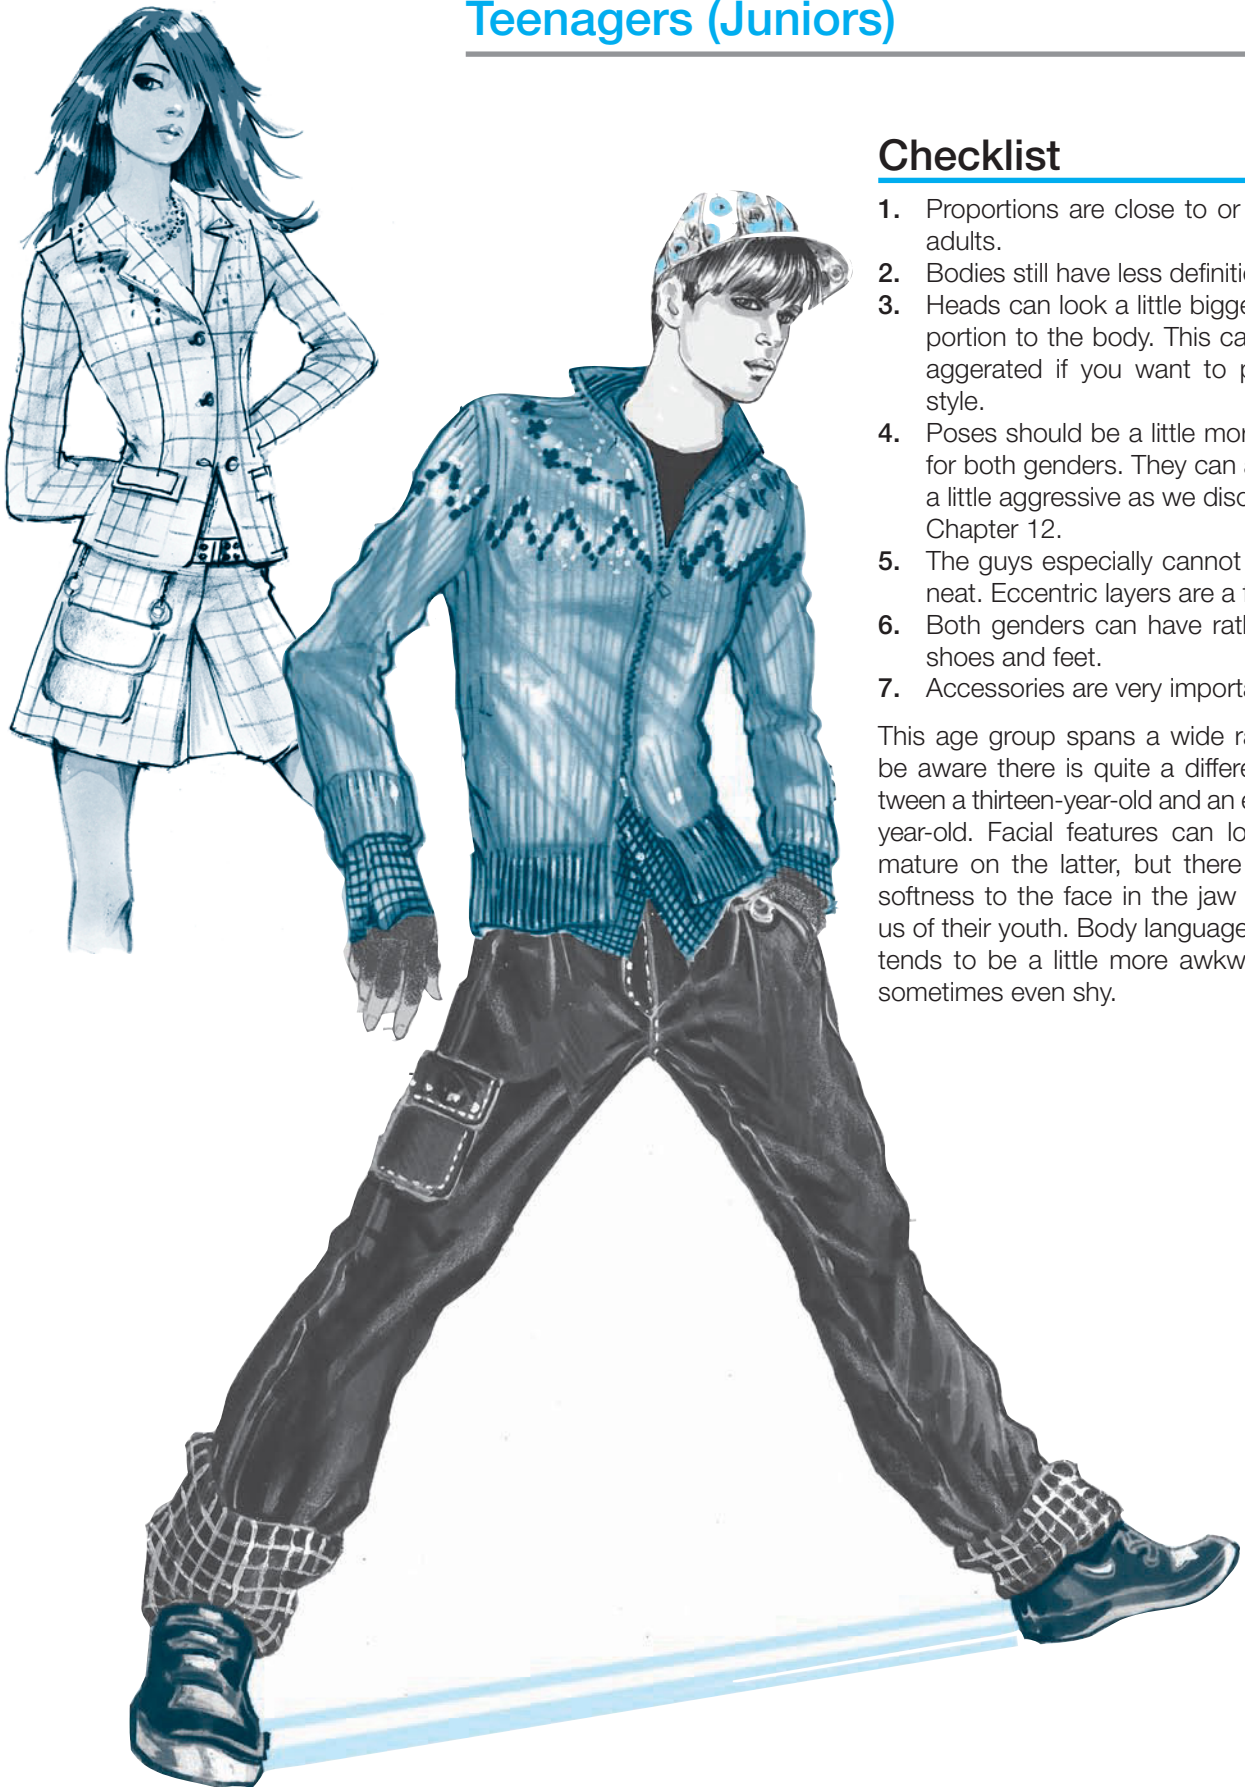 Teenagers (Juniors)
Checklist
1. Proportions are close to or
adults.
2. Bodies still have less
3. Heads can look a little
portion to the body. This
aggerated if you want to
style.
4. Poses should be a little
for both genders. They can
a little aggressive as we
Chapter 12.
5. The guys especially cannot
neat. Eccentric layers are a
6. Both genders can have
shoes and feet.
7. Accessories are very
This age group spans a wide
be aware there is quite a
tween a thirteen-year-old and an
year-old. Facial features can
mature on the latter, but there
softness to the face in the jaw
us of their youth. Body language
tends to be a little more
sometimes even shy.